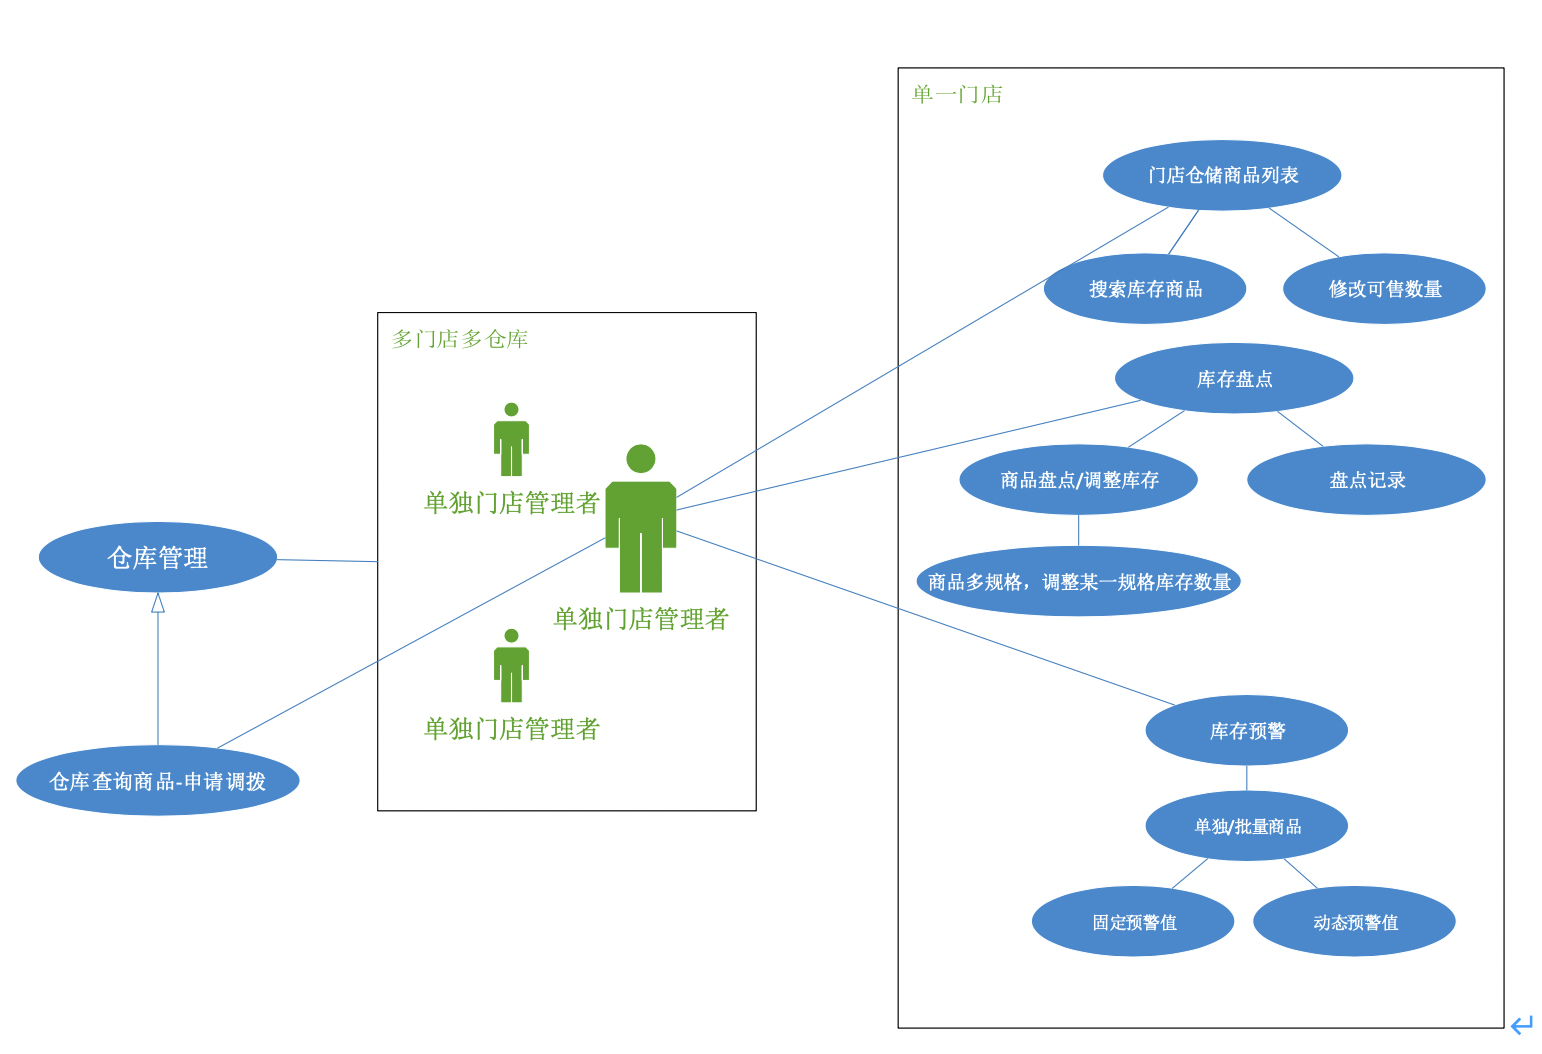 单一门店
门店仓储商品列表
搜索库存商品
修改可售数量
多门店多仓库
库存盘点
商品盘点/调整库存
盘点记录
单独门店管理者
仓库管理
商品多规格，调整某一规格库存数量
单独门店管理者
单独门店管理者
库存预警
仓库查询商品-申请调拨
单独/批量商品
固定预警值
动态预警值